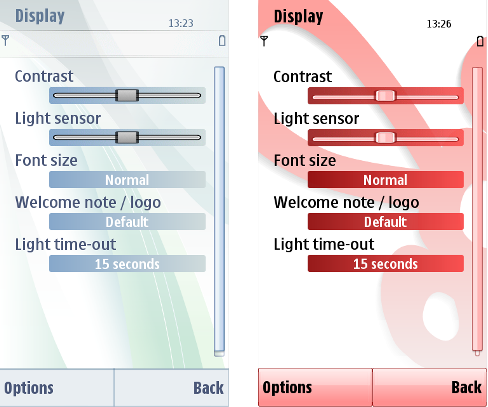 Display
13:23
Contrast
Light sensor
Font size
Normal
Welcome note / logo
Default
Light time-out
15 seconds
Options Back
Display
13:26
Contrast
Light sensor
Font size
Normal
Welcome note / logo
Default
Light time-out
15 seconds
Options Back